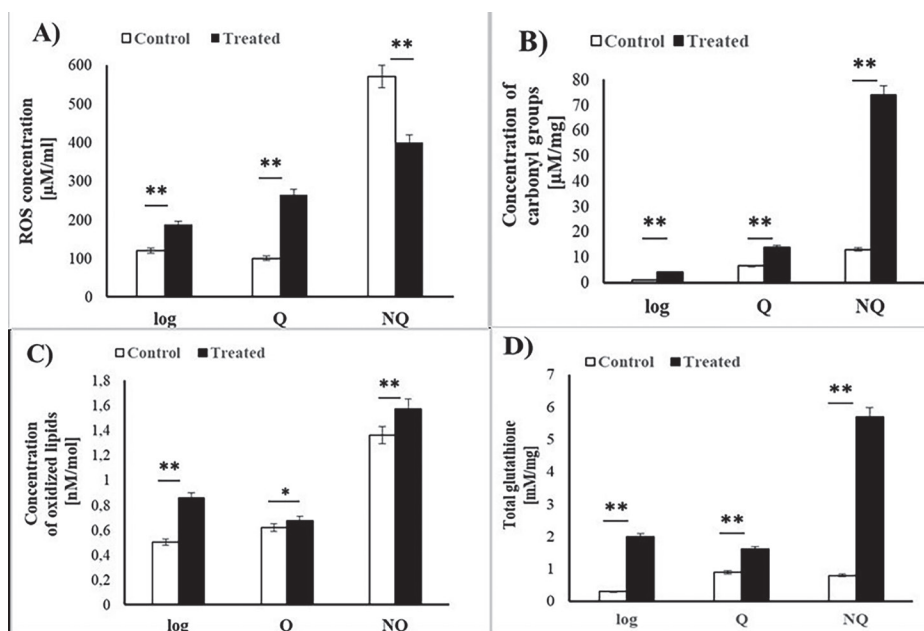 A)
Control Treated
ROS concentration
[µM/ml]
600
500
400
300
200
100
0
**
**
**
log Q NQ
B)
Control Treated
Concentration of
carbonyl groups
[µM/mg]
80
70
60
50
40
30
20
10
0
**
**
**
log Q NQ
C)
Control Treated
Concentration
of oxidized lipids
[nM/mol]
1,8
1,6
1,4
1,2
1
0,8
0,6
0,4
0,2
0
**
*
**
log Q NQ
D)
Control Treated
Total glutathione
[mM/mg]
7
6
5
4
3
2
1
0
**
**
**
log Q NQ